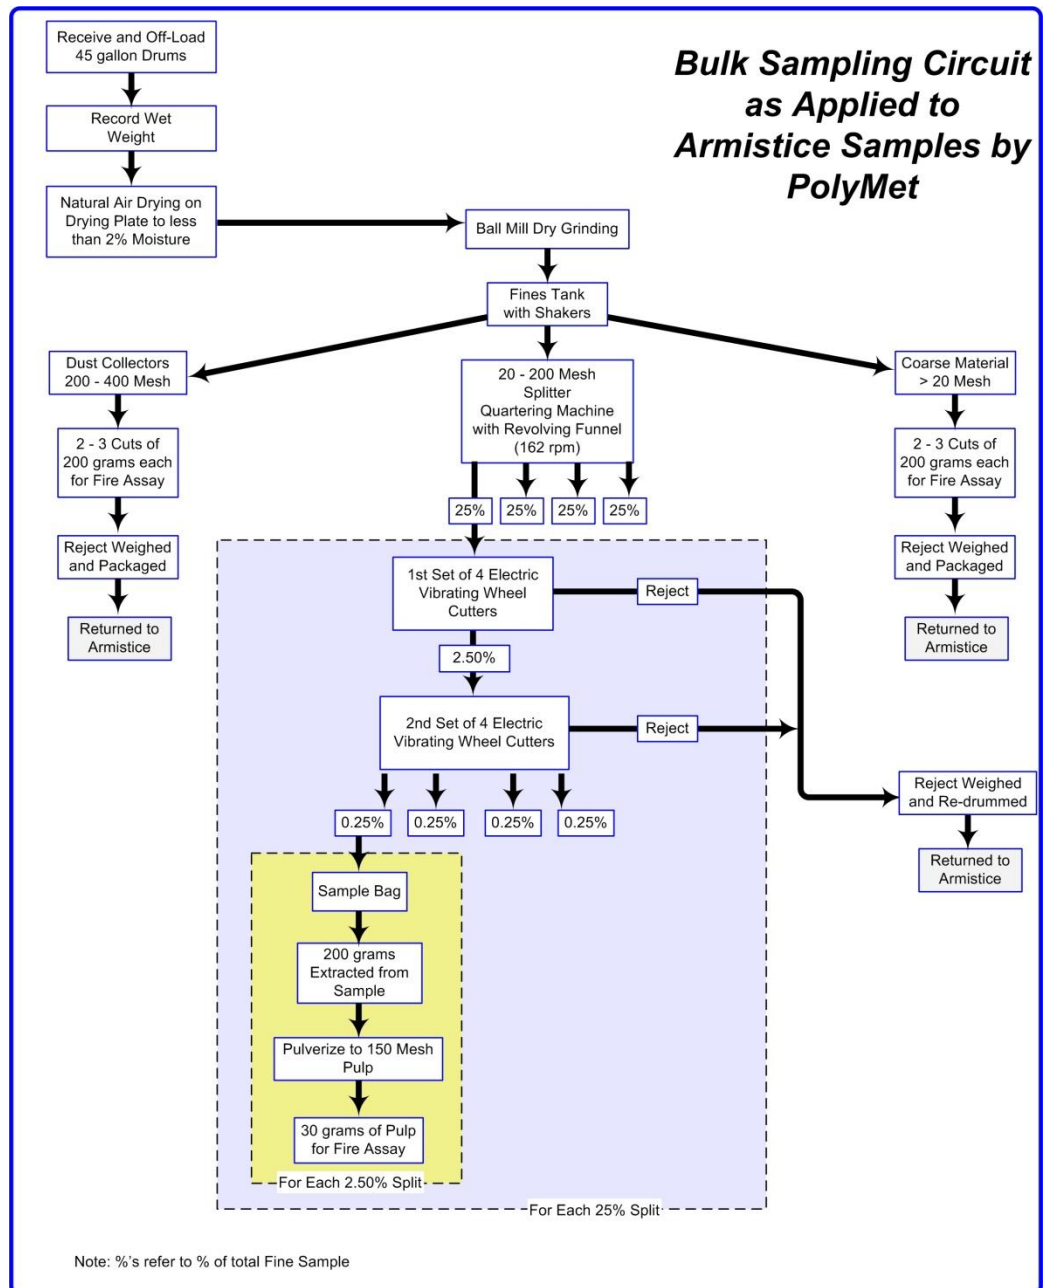 Receive and Off-Load
45 gallon Drums
Bulk Sampling Circuit
as Applied to
Armistice Samples by
PolyMet
Record Wet
Weight
Natural Air Drying on
Drying Plate to less
than 2% Moisture
Ball Mill Dry Grinding
Fines Tank
with Shakers
Dust Collectors
200 - 400 Mesh
20 - 200 Mesh
Splitter
Quartering Machine
with Revolving Funnel
(162 rpm)
Coarse Material
> 20 Mesh
2 - 3 Cuts of
200 grams each
for Fire Assay
2 - 3 Cuts of
200 grams each
for Fire Assay
25%
25%
25%
25%
Reject Weighed
and Packaged
Reject Weighed
and Packaged
1st Set of 4 Electric
Vibrating Wheel
Cutters
Reject
Returned to
Armistice
Returned to
Armistice
2.50%
2nd Set of 4 Electric
Vibrating Wheel Cutters
Reject
Reject Weighed
and Re-drummed
0.25%
0.25%
0.25%
0.25%
Returned to
Armistice
Sample Bag
200 grams
Extracted from
Sample
Pulverize to 150 Mesh
Pulp
30 grams of Pulp
for Fire Assay
For Each 2.50% Split
For Each 25% Split
Note: %'s refer to % of total Fine Sample